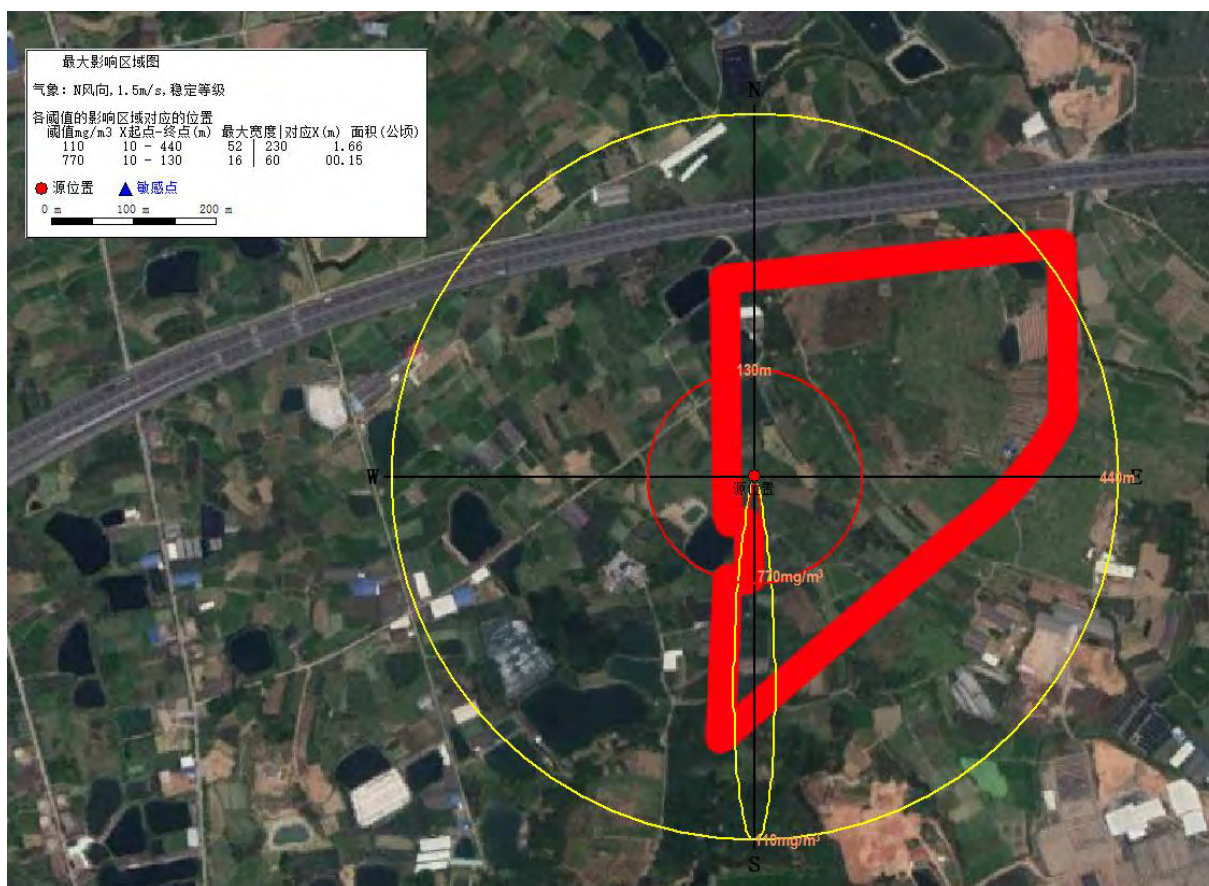 最大影响区域图
气象: N风向,1.5m/s,稳定等级
各阈值的影响区域对应的位置
阈值mg/m3 X起点-终点(m) 最大宽度|对应X(m) 面积(公顷)
110 10 - 440 52 | 230 1.66
770 10 - 130 16 | 60 00.15
源位置 敏感点
0 m 100 m 200 m
N
130m
W
源位置
440m
E
770mg/m³
110mg/m³
S